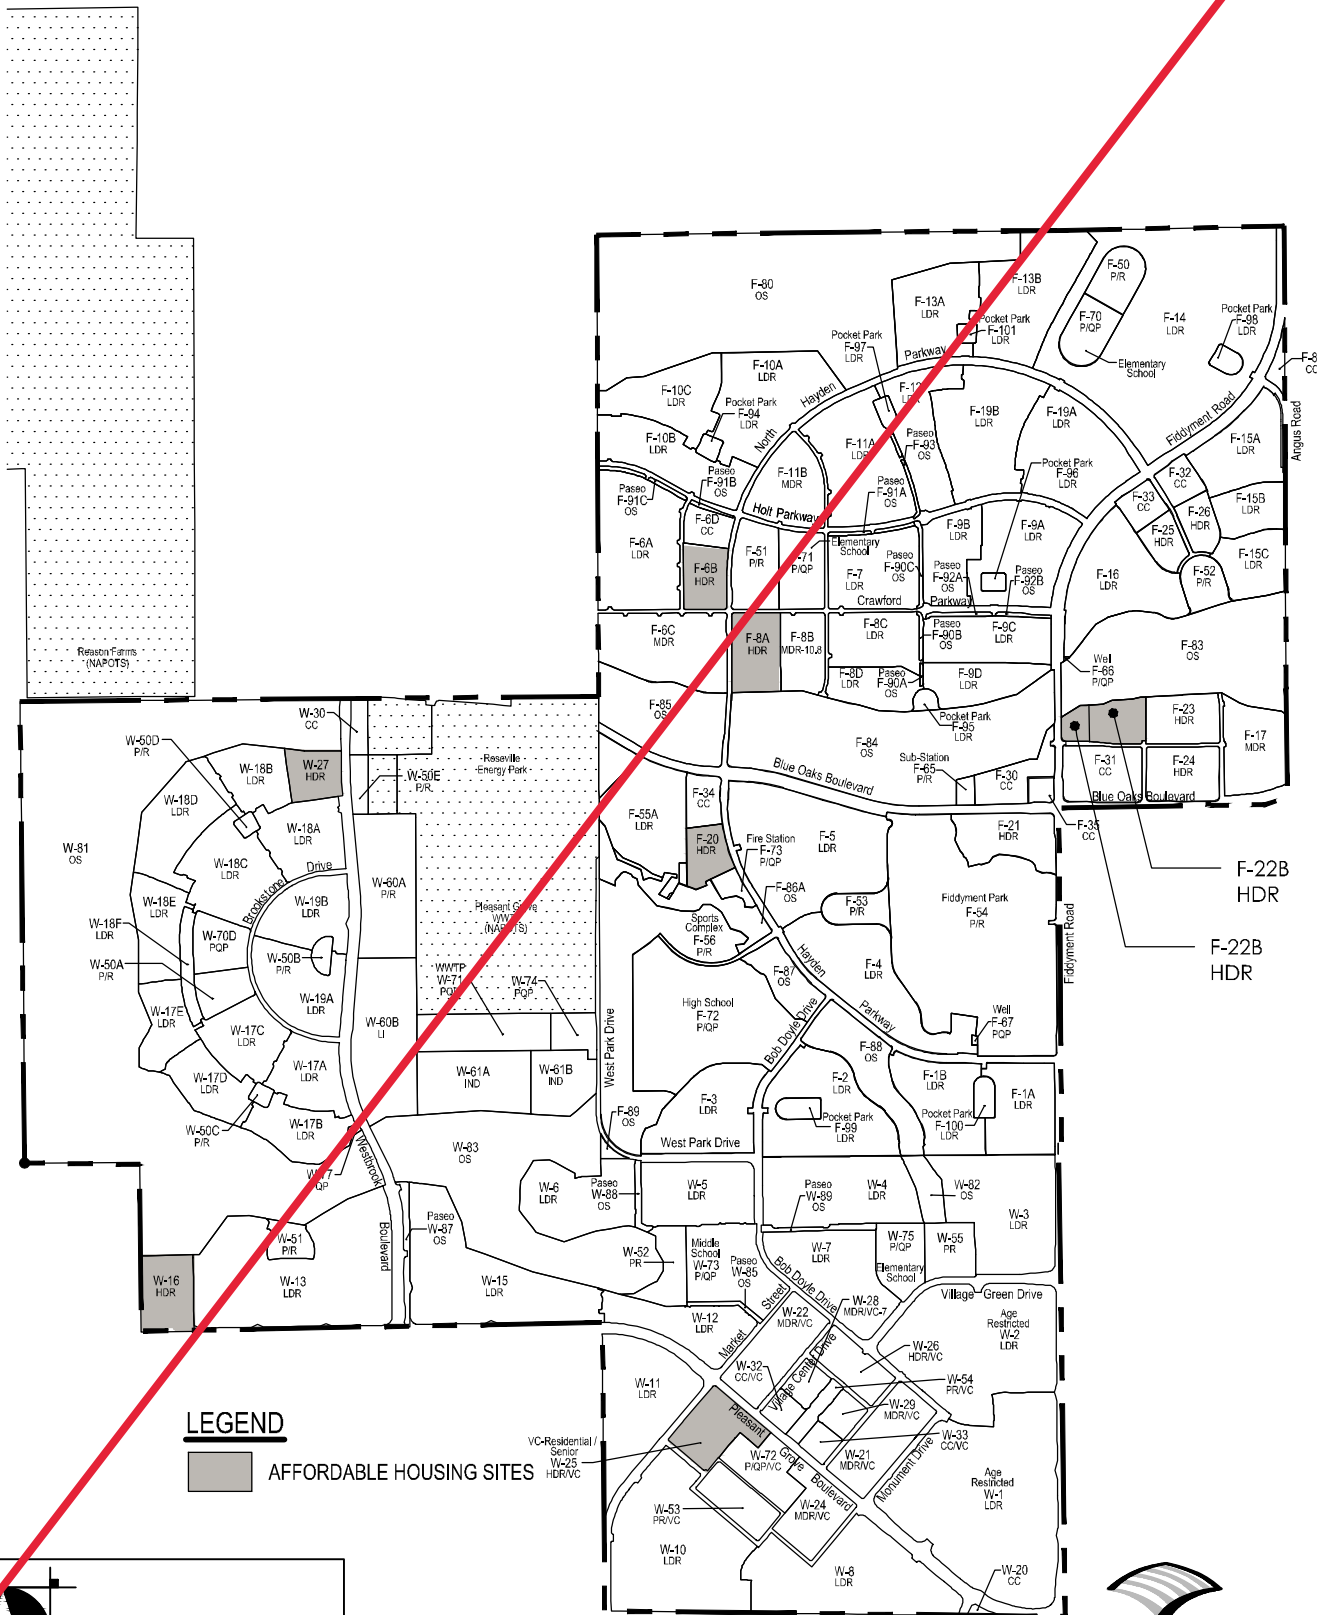 F-80
OS
F-13A
LDR
F-13B
LDR
F-50
P/R
F-70
P/QP
Elementary
School
F-14
LDR
Pocket Park
F-98
LDR
F-8
CC
Pocket Park
F-101
LDR
Pocket Park
F-97
LDR
North
Hayden
Parkway
Fiddyment Road
Angus Road
F-10A
LDR
F-10C
LDR
Pocket Park
F-94
LDR
F-10B
LDR
F-19B
LDR
F-19A
LDR
F-11A
LDR
F-11B
MDR
Paseo
F-93
OS
Pocket Park
F-96
LDR
F-15A
LDR
F-32
CC
F-33
CC
F-26
HDR
F-25
HDR
F-15B
LDR
F-15C
LDR
F-52
P/R
Paseo
F-91B
OS
Paseo
F-91C
OS
Paseo
F-91A
OS
Holt Parkway
F-6D
CC
F-6A
LDR
F-6B
HDR
F-51
P/R
Elementary
School
F-71
P/QP
F-7
LDR
Paseo
F-90C
OS
F-9B
LDR
F-9A
LDR
Paseo
F-92A
OS
Paseo
F-92B
OS
F-16
LDR
Crawford
Parkway
F-6C
MDR
F-8A
HDR
F-8B
MDR-10.8
F-8C
LDR
Paseo
F-90B
OS
F-9C
LDR
F-83
OS
F-8D
LDR
Paseo
F-90A
OS
F-9D
LDR
Well
F-66
P/QP
Pocket Park
F-95
LDR
F-85
OS
F-84
OS
F-23
HDR
F-17
MDR
F-31
CC
F-24
HDR
Blue Oaks Boulevard
Sub-Station
F-65
P/R
F-30
CC
F-35
CC
Blue Oaks Boulevard
F-22B
HDR
F-22B
HDR
Reason Farms
(NAPOTS)
W-30
CC
W-50D
P/R
W-18B
LDR
W-27
HDR
W-50E
P/R
Roseville
Energy Park
W-18D
LDR
W-18A
LDR
W-81
OS
W-18C
LDR
Brookstone
Drive
W-60A
P/R
W-18E
LDR
W-19B
LDR
W-18F
LDR
W-70D
PQP
W-50B
P/R
W-50A
P/R
W-19A
LDR
W-17E
LDR
W-17C
LDR
W-60B
LI
W-17A
LDR
W-17D
LDR
W-50C
P/R
W-17B
LDR
WWTP
W-71
W-74
PQP
W-61A
IND
W-61B
IND
F-34
CC
F-55A
LDR
F-20
HDR
Fire Station
F-73
P/QP
F-5
LDR
F-21
HDR
F-86A
OS
F-53
P/R
Fiddyment Park
F-54
P/R
Fiddyment Road
Sports
Complex
F-56
P/R
F-87
OS
Hayden
Parkway
F-4
LDR
High School
F-72
P/QP
Bob Doyle Drive
Well
F-67
PQP
F-88
OS
West Park Drive
F-3
LDR
F-2
LDR
F-1B
LDR
F-1A
LDR
Pocket Park
F-99
LDR
Pocket Park
F-100
LDR
F-89
OS
West Park Drive
W-83
OS
Westbrook
Boulevard
W-6
LDR
Paseo
W-88
OS
W-5
LDR
Paseo
W-89
OS
W-4
LDR
W-82
OS
W-3
LDR
W-51
P/R
Paseo
W-87
OS
W-16
HDR
W-13
LDR
W-15
LDR
W-52
PR
Middle
School
W-73
P/QP
Paseo
W-85
OS
W-7
LDR
W-75
P/QP
Elementary
School
W-55
PR
Bob Doyle Drive
Village Green Drive
W-12
LDR
Market
Street
W-22
MDR/VC
W-28
MDR/VC-7
Age
Restricted
W-2
LDR
W-26
HDR/VC
W-32
CC/VC
Village Center Drive
W-54
PR/VC
W-29
MDR/VC
W-33
CC/VC
W-11
LDR
Pleasant
Grove
Boulevard
VC-Residential /
Senior
W-25
HDR/VC
W-72
P/QP/VC
W-21
MDR/VC
Monument Drive
Age
Restricted
W-1
LDR
W-53
PR/VC
W-24
MDR/VC
W-10
LDR
W-8
LDR
W-20
CC
LEGEND
AFFORDABLE HOUSING SITES